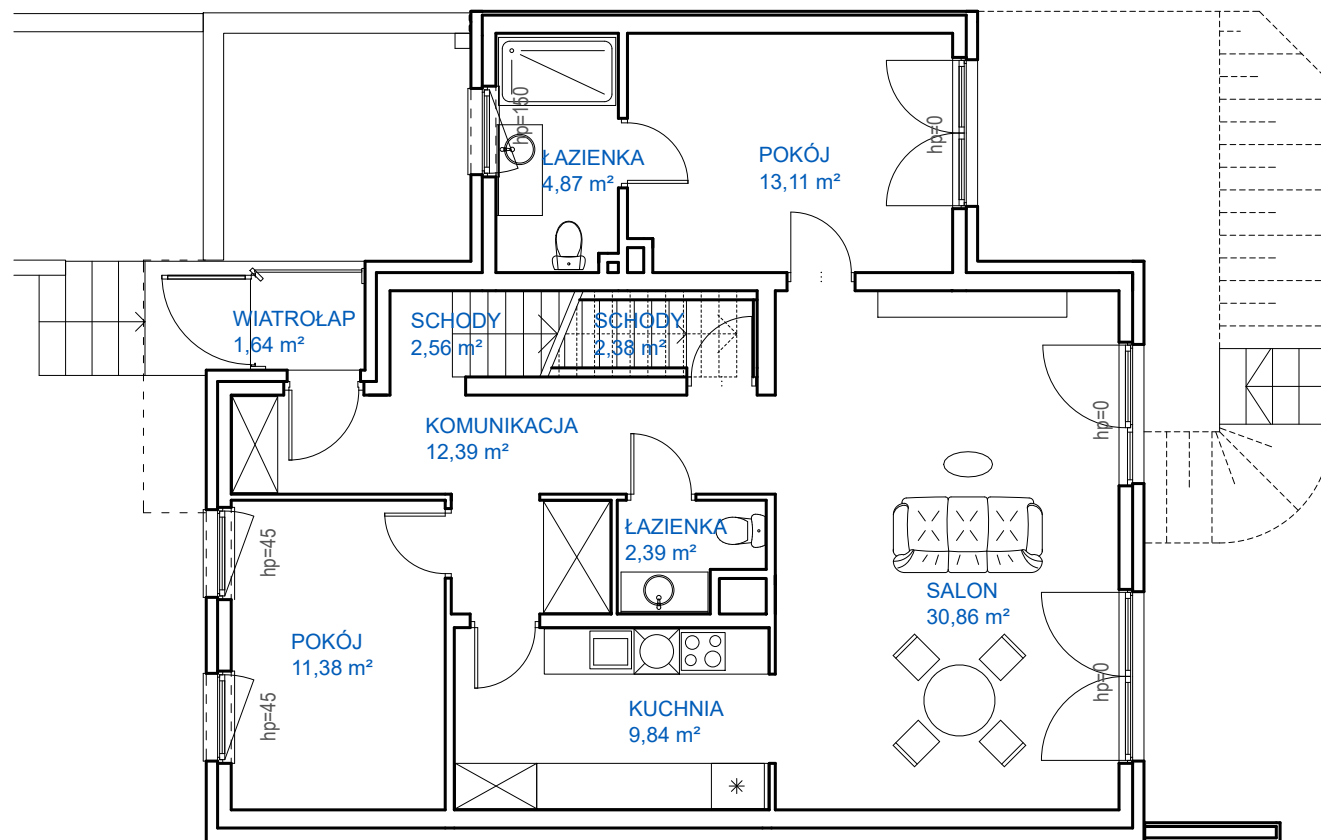 hp=150
ŁAZIENKA
4,87 m²
POKÓJ
13,11 m²
hp=0
WIATROŁAP
1,64 m²
SCHODY
2,56 m²
SCHODY
2,38 m²
KOMUNIKACJA
12,39 m²
hp=0
hp=45
ŁAZIENKA
2,39 m²
SALON
30,86 m²
POKÓJ
11,38 m²
hp=45
KUCHNIA
9,84 m²
hp=0